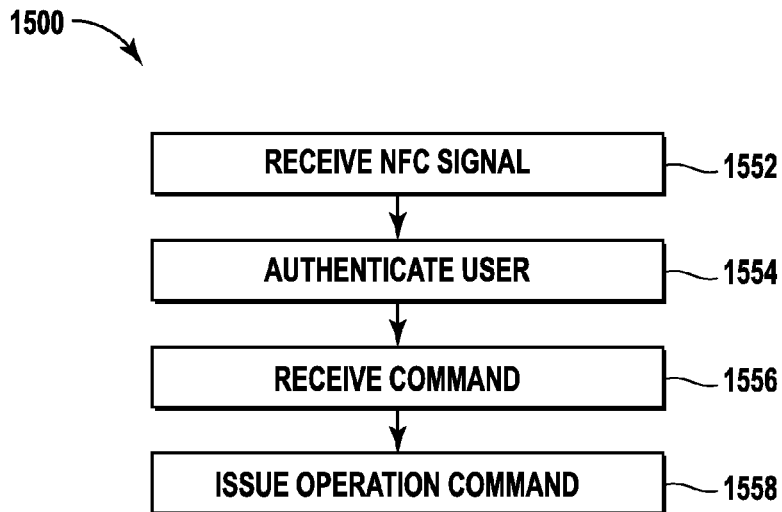 1500
RECEIVE NFC SIGNAL 1552
AUTHENTICATE USER 1554
RECEIVE COMMAND 1556
ISSUE OPERATION COMMAND 1558